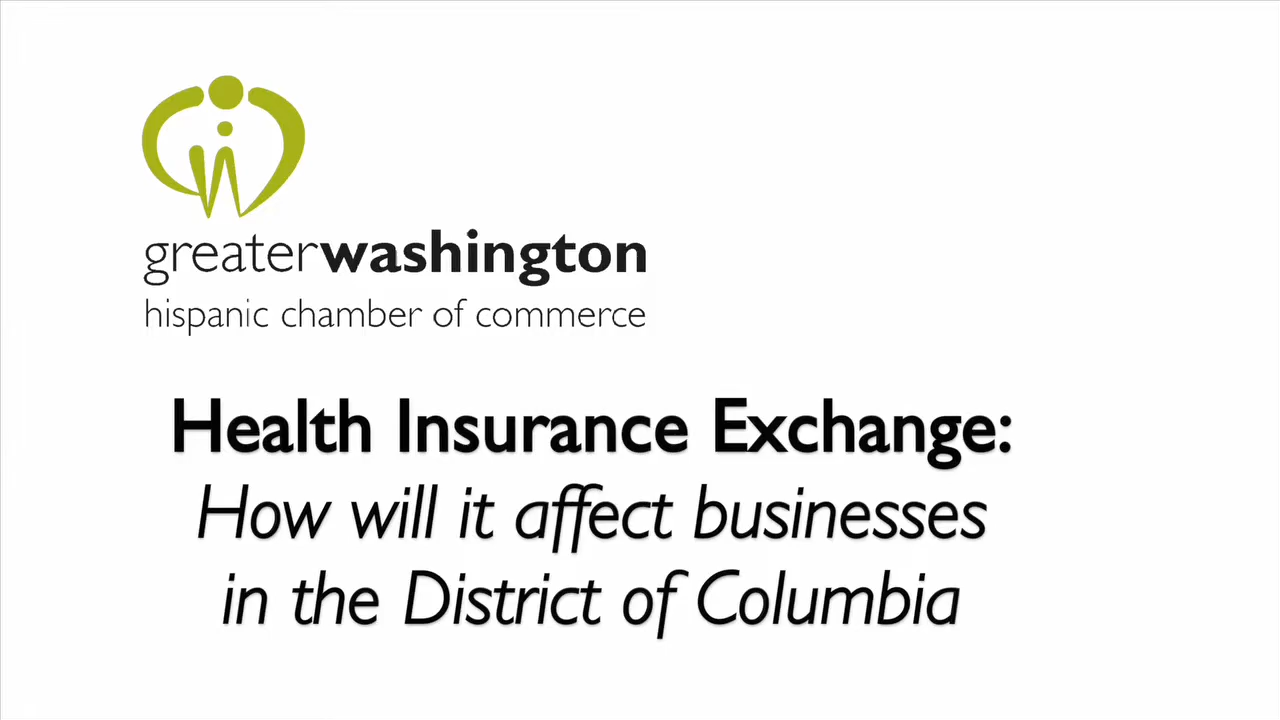 greaterwashington
hispanic chamber of commerce
Health Insurance Exchange:
How will it affect businesses
in the District of Columbia